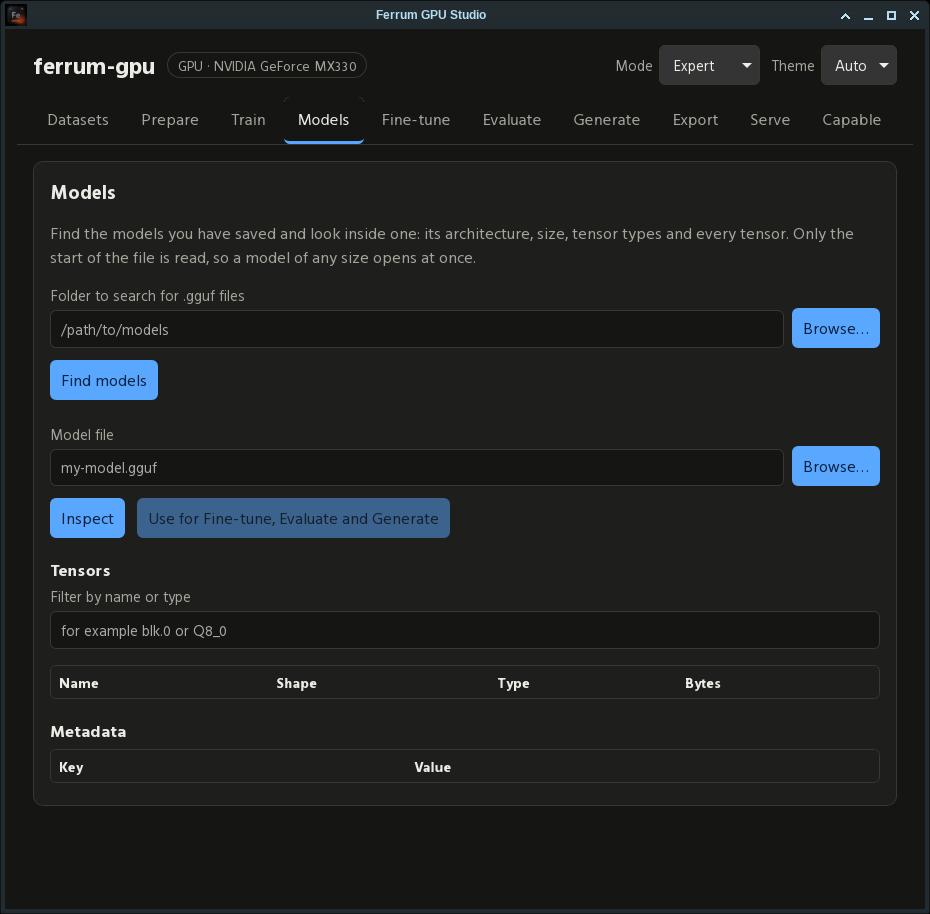 Fe
Ferrum GPU Studio
ferrum-gpu
GPU · NVIDIA GeForce MX330
Mode
Expert
Theme
Auto
Datasets
Prepare
Train
Models
Fine-tune
Evaluate
Generate
Export
Serve
Capable
Models
Find the models you have saved and look inside one: its architecture, size, tensor types and every tensor. Only the
start of the file is read, so a model of any size opens at once.
Folder to search for .gguf files
/path/to/models
Browse…
Find models
Model file
my-model.gguf
Browse…
Inspect
Use for Fine-tune, Evaluate and Generate
Tensors
Filter by name or type
for example blk.0 or Q8_0
Name
Shape
Type
Bytes
Metadata
Key
Value